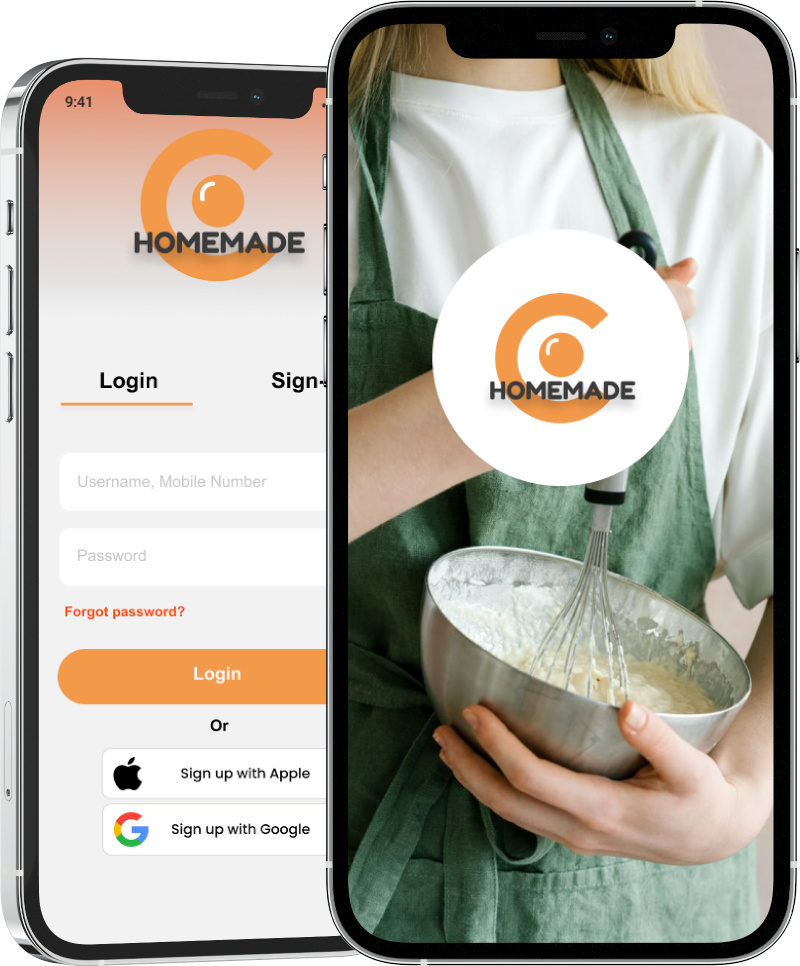 9:41
HOMEMADE
Login
Sign-
Username, Mobile Number
Password
Forgot password?
Login
Or
Sign up with Apple
Sign up with Google
HOMEMADE